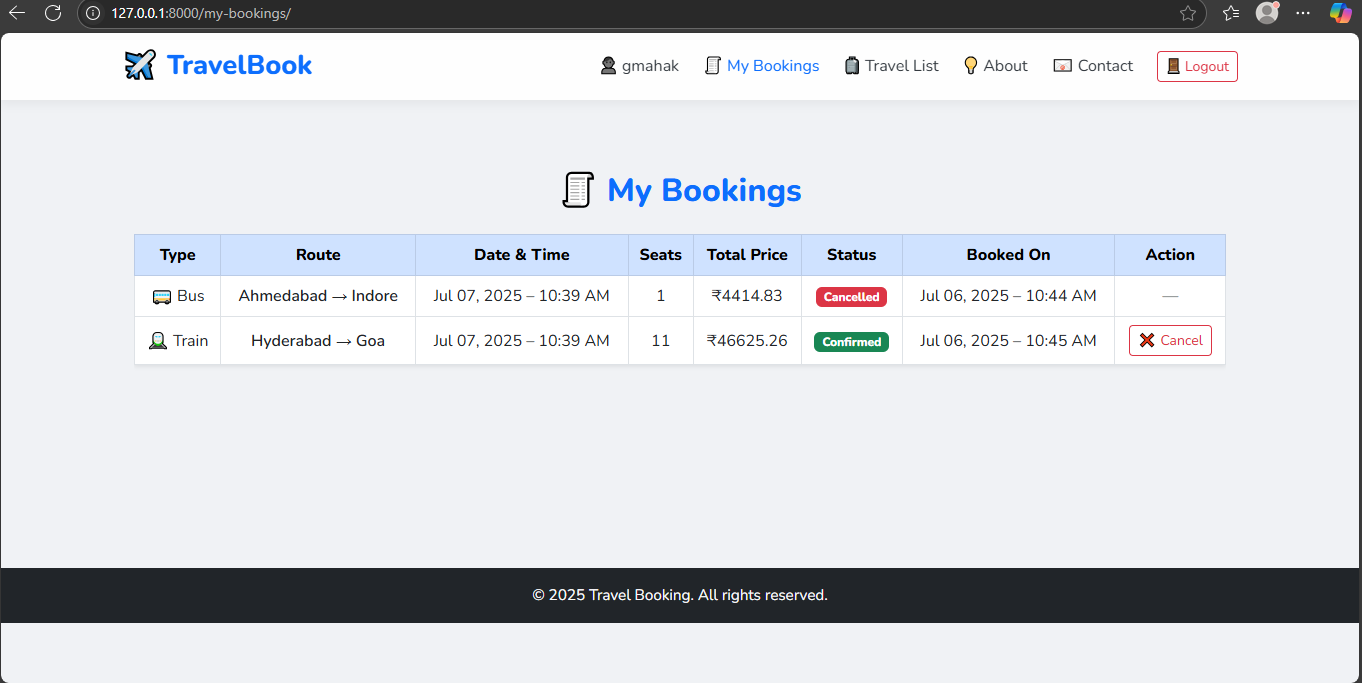 127.0.0.1:8000/my-bookings/
TravelBook gmahak My Bookings Travel List About Contact Logout
My Bookings
Type Route Date & Time Seats Total Price Status Booked On Action
Bus Ahmedabad → Indore Jul 07, 2025 – 10:39 AM 1 ₹4414.83 Cancelled Jul 06, 2025 – 10:44 AM —
Train Hyderabad → Goa Jul 07, 2025 – 10:39 AM 11 ₹46625.26 Confirmed Jul 06, 2025 – 10:45 AM Cancel
© 2025 Travel Booking. All rights reserved.